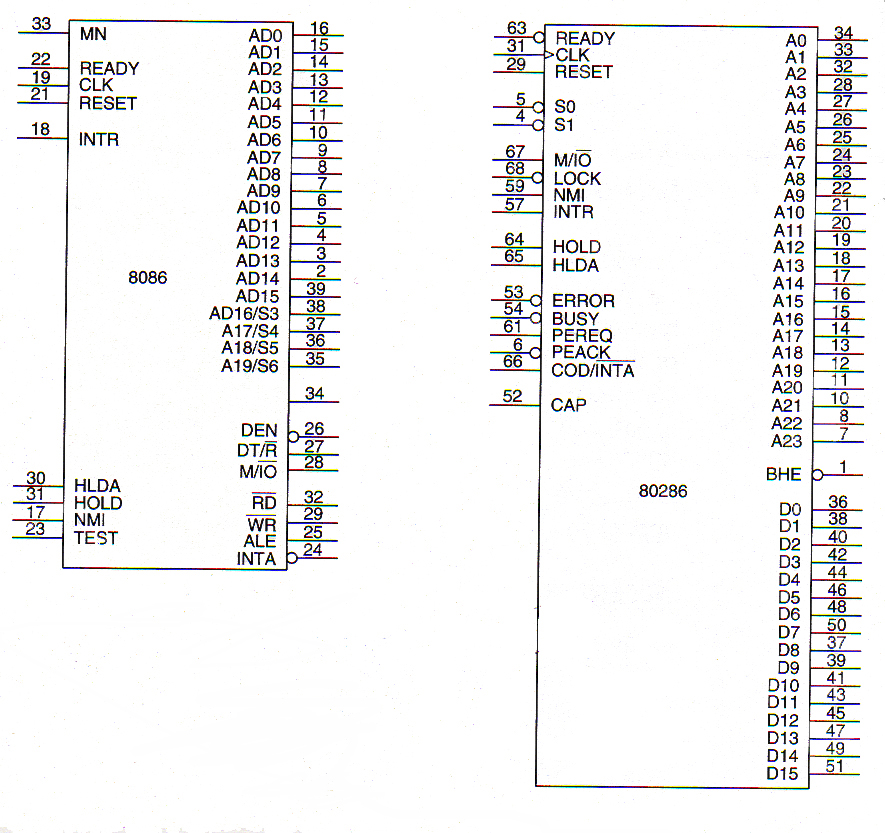 33 MN
22 READY
19 CLK
21 RESET
18 INTR
30 HLDA
31 HOLD
17 NMI
23 TEST
8086
AD0 16
AD1 15
AD2 14
AD3 13
AD4 12
AD5 11
AD6 10
AD7 9
AD8 8
AD9 7
AD10 6
AD11 5
AD12 4
AD13 3
AD14 2
AD15 39
AD16/S3 38
A17/S4 37
A18/S5 36
A19/S6 35
34
DEN 26
DT/R̅ 27
M/I̅O̅ 28
R̅D̅ 32
W̅R̅ 29
ALE 25
INTA 24
63 READY
31 CLK
29 RESET
5 S0
4 S1
67 M/IO̅
68 LOCK
59 NMI
57 INTR
64 HOLD
65 HLDA
53 ERROR
54 BUSY
61 PEREQ
6 PEACK
66 COD/I̅N̅T̅A̅
52 CAP
80286
A0 34
A1 33
A2 32
A3 28
A4 27
A5 26
A6 25
A7 24
A8 23
A9 22
A10 21
A11 20
A12 19
A13 18
A14 17
A15 16
A16 15
A17 14
A18 13
A19 12
A20 11
A21 10
A22 8
A23 7
BHE 1
D0 36
D1 38
D2 40
D3 42
D4 44
D5 46
D6 48
D7 50
D8 37
D9 39
D10 41
D11 43
D12 45
D13 47
D14 49
D15 51